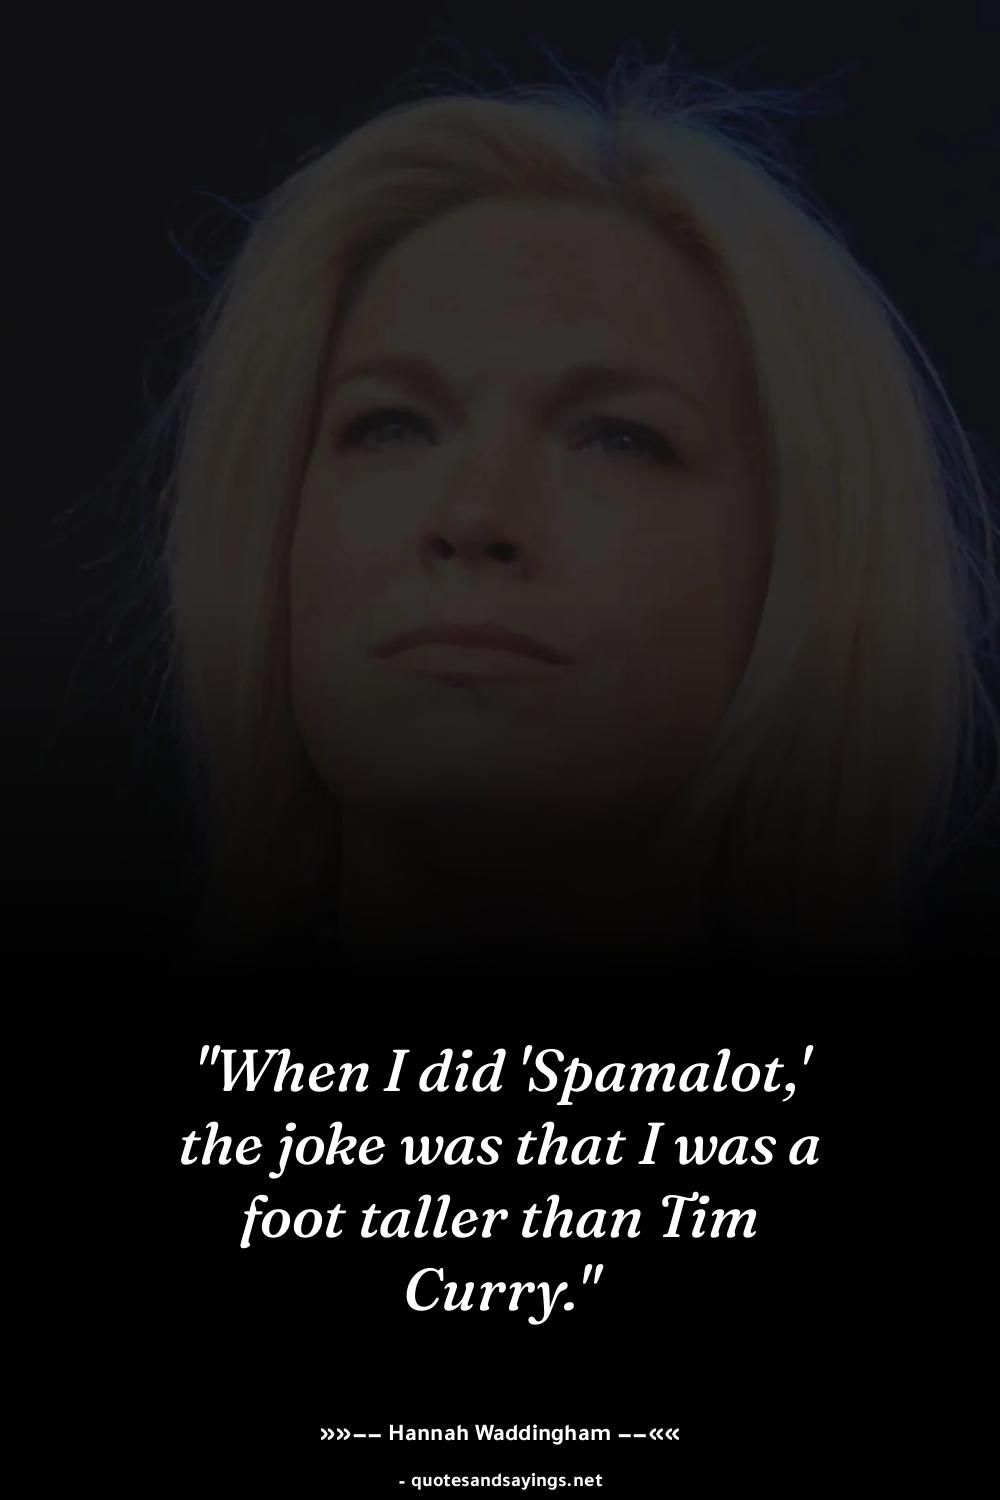 "When I did 'Spamalot,'
the joke was that I was a
foot taller than Tim
Curry."
»»–– Hannah Waddingham ––««
- quotesandsayings.net